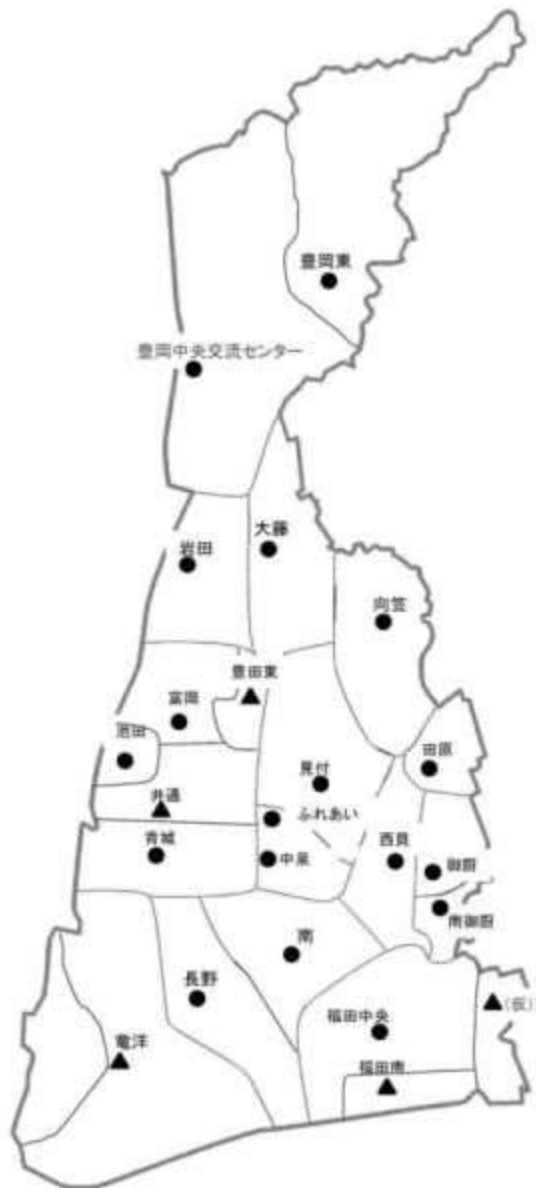 豊岡東
豊岡中央交流センター
大藤
岩田
向笠
豊田東
富岡
池田
田原
見付
井通
ふれあい
青城
中泉
西貝
御厨
南御厨
南
長野
(仮)
福田中央
竜洋
福田南